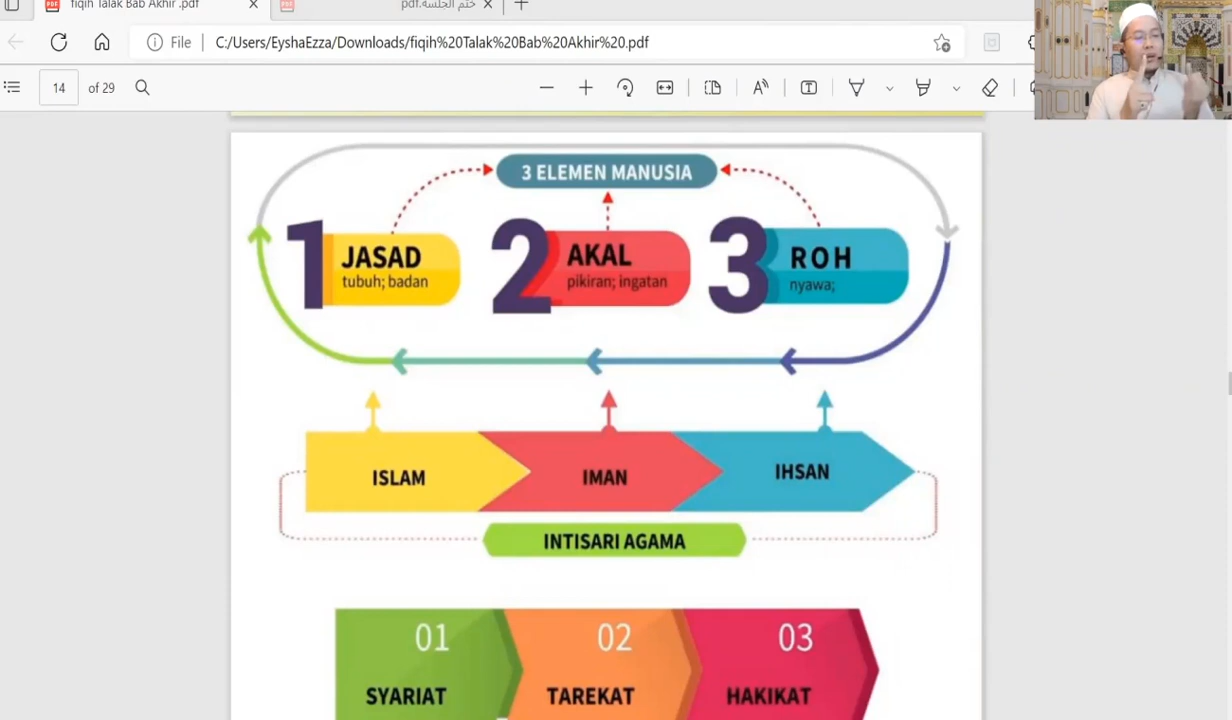 fiqih Talak Bab Akhir .pdf
ختم الجلسة.pdf
File
C:/Users/EyshaEzza/Downloads/fiqih%20Talak%20Bab%20Akhir%20.pdf
14 of 29
3 ELEMEN MANUSIA
1 JASAD
tubuh; badan
2 AKAL
pikiran; ingatan
3 ROH
nyawa;
ISLAM
IMAN
IHSAN
INTISARI AGAMA
01
02
03
SYARIAT
TAREKAT
HAKIKAT